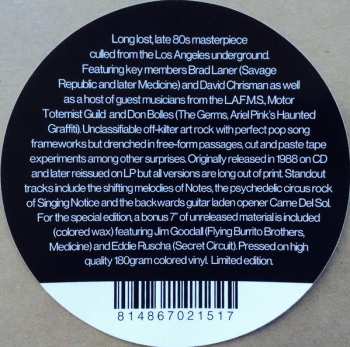 Long lost, late 80s masterpiece
culled from the Los Angeles underground.
Featuring key members Brad Laner (Savage
Republic and later Medicine) and David Chrisman as well
as a host of guest musicians from the L.A.F.M.S, Motor
Totemist Guild and Don Bolles (The Germs, Ariel Pink's Haunted
Graffiti). Unclassifiable off-kilter art rock with perfect pop song
frameworks but drenched in free-form passages, cut and paste tape
experiments among other surprises. Originally released in 1988 on CD
and later reissued on LP but all versions are long out of print. Standout
tracks include the shifting melodies of Notes, the psychedelic circus rock
of Singing Notice and the backwards guitar laden opener Carne Del Sol.
For the special edition, a bonus 7" of unreleased material is included
(colored wax) featuring Jim Goodall (Flying Burrito Brothers,
Medicine) and Eddie Ruscha (Secret Circuit). Pressed on high
quality 180gram colored vinyl. Limited edition.
814867021517